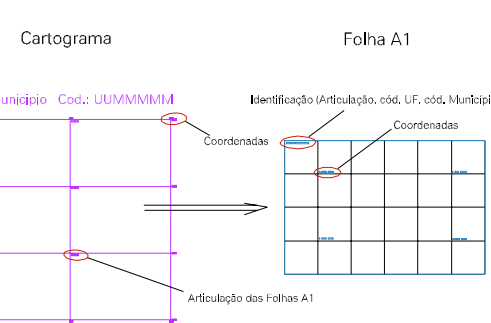 Cartograma
Folha A1
unicípio Cod.: UUMMMMM
Identificação (Articulação, cód. UF, cód. Municípi
Coordenadas
Coordenadas
Articulação das Folhas A1